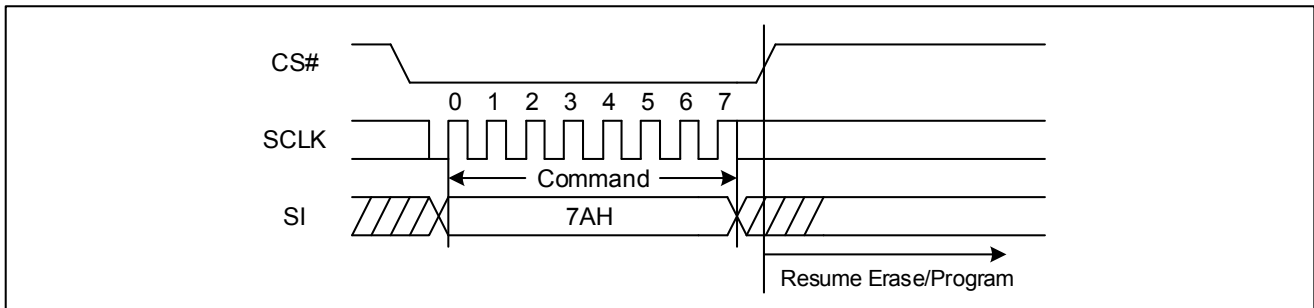 CS#
0 1 2 3 4 5 6 7
SCLK
Command
SI
7AH
Resume Erase/Program